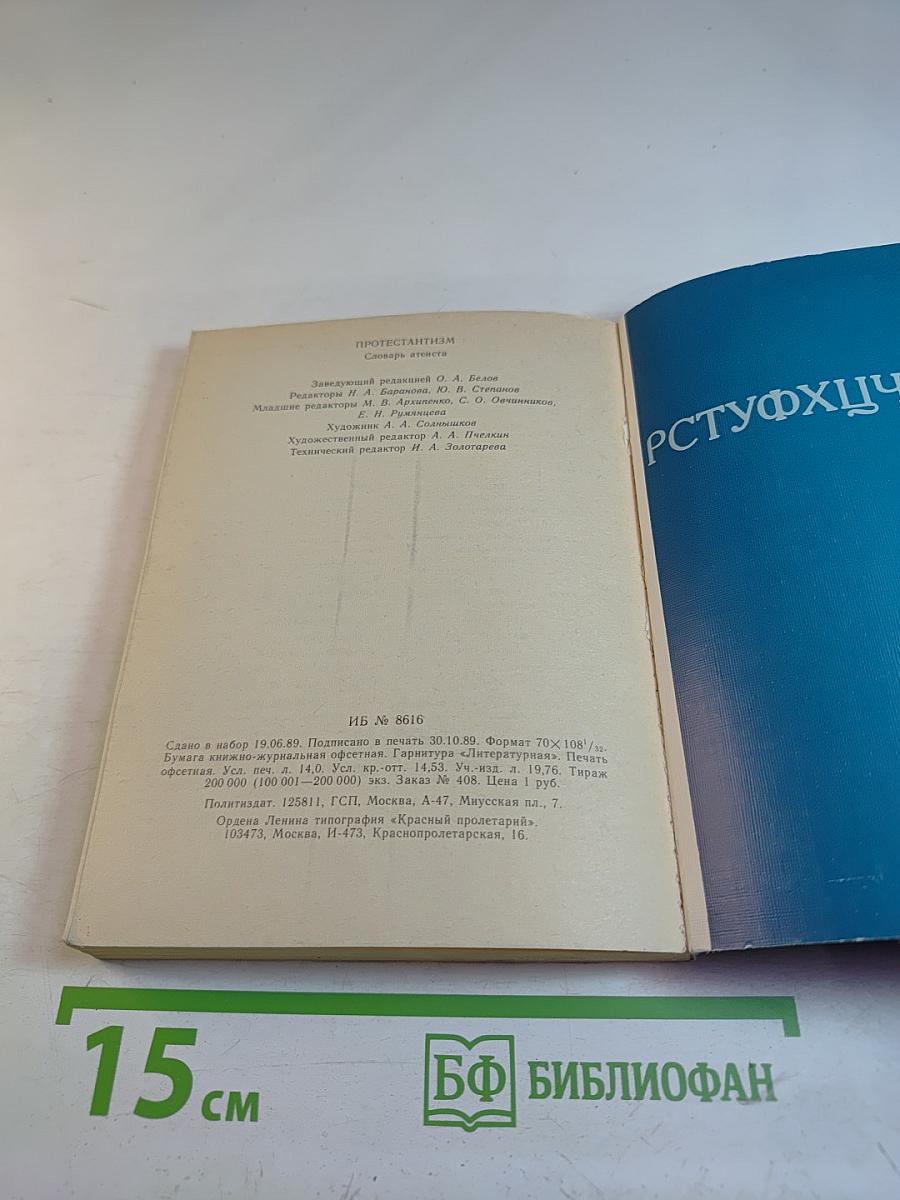 ПРОТЕСТАНТИЗМ
Словарь атеиста
Заведующий редакцией О. А. Белов
Редакторы Н. А. Баранова, Ю. В. Степанов
Младшие редакторы М. В. Архипенко, С. О. Овчинников,
Е. Н. Румянцева
Художник А. А. Солнышков
Художественный редактор А. А. Пчелкин
Технический редактор И. А. Золотарева
ИБ № 8616
Сдано в набор 19.06.89. Подписано в печать 30.10.89. Формат 70×108¹/₃₂.
Бумага книжно-журнальная офсетная. Гарнитура «Литературная». Печать
офсетная. Усл. печ. л. 14,0. Усл. кр.-отт. 14,53. Уч.-изд. л. 19,76. Тираж
200 000 (100 001—200 000) экз. Заказ № 408. Цена 1 руб.
Политиздат. 125811, ГСП, Москва, А-47, Миусская пл., 7.
Ордена Ленина типография «Красный пролетарий».
103473, Москва, И-473, Краснопролетарская, 16.
РСТУФХЦЧ
15 см
БФ БИБЛИОФАН